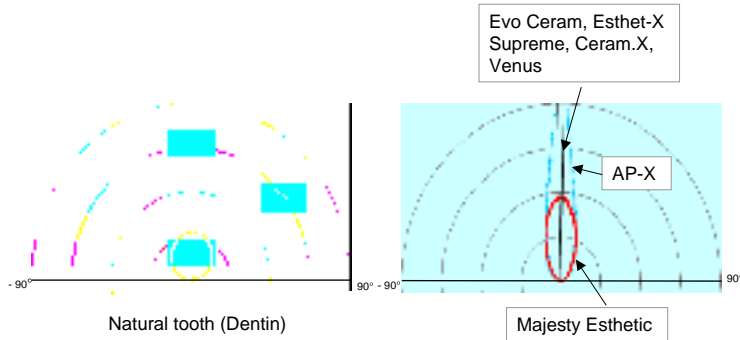 Evo Ceram, Esthet-X
Supreme, Ceram.X,
Venus
AP-X
- 90° 90° - 90° 90°
Natural tooth (Dentin)
Majesty Esthetic